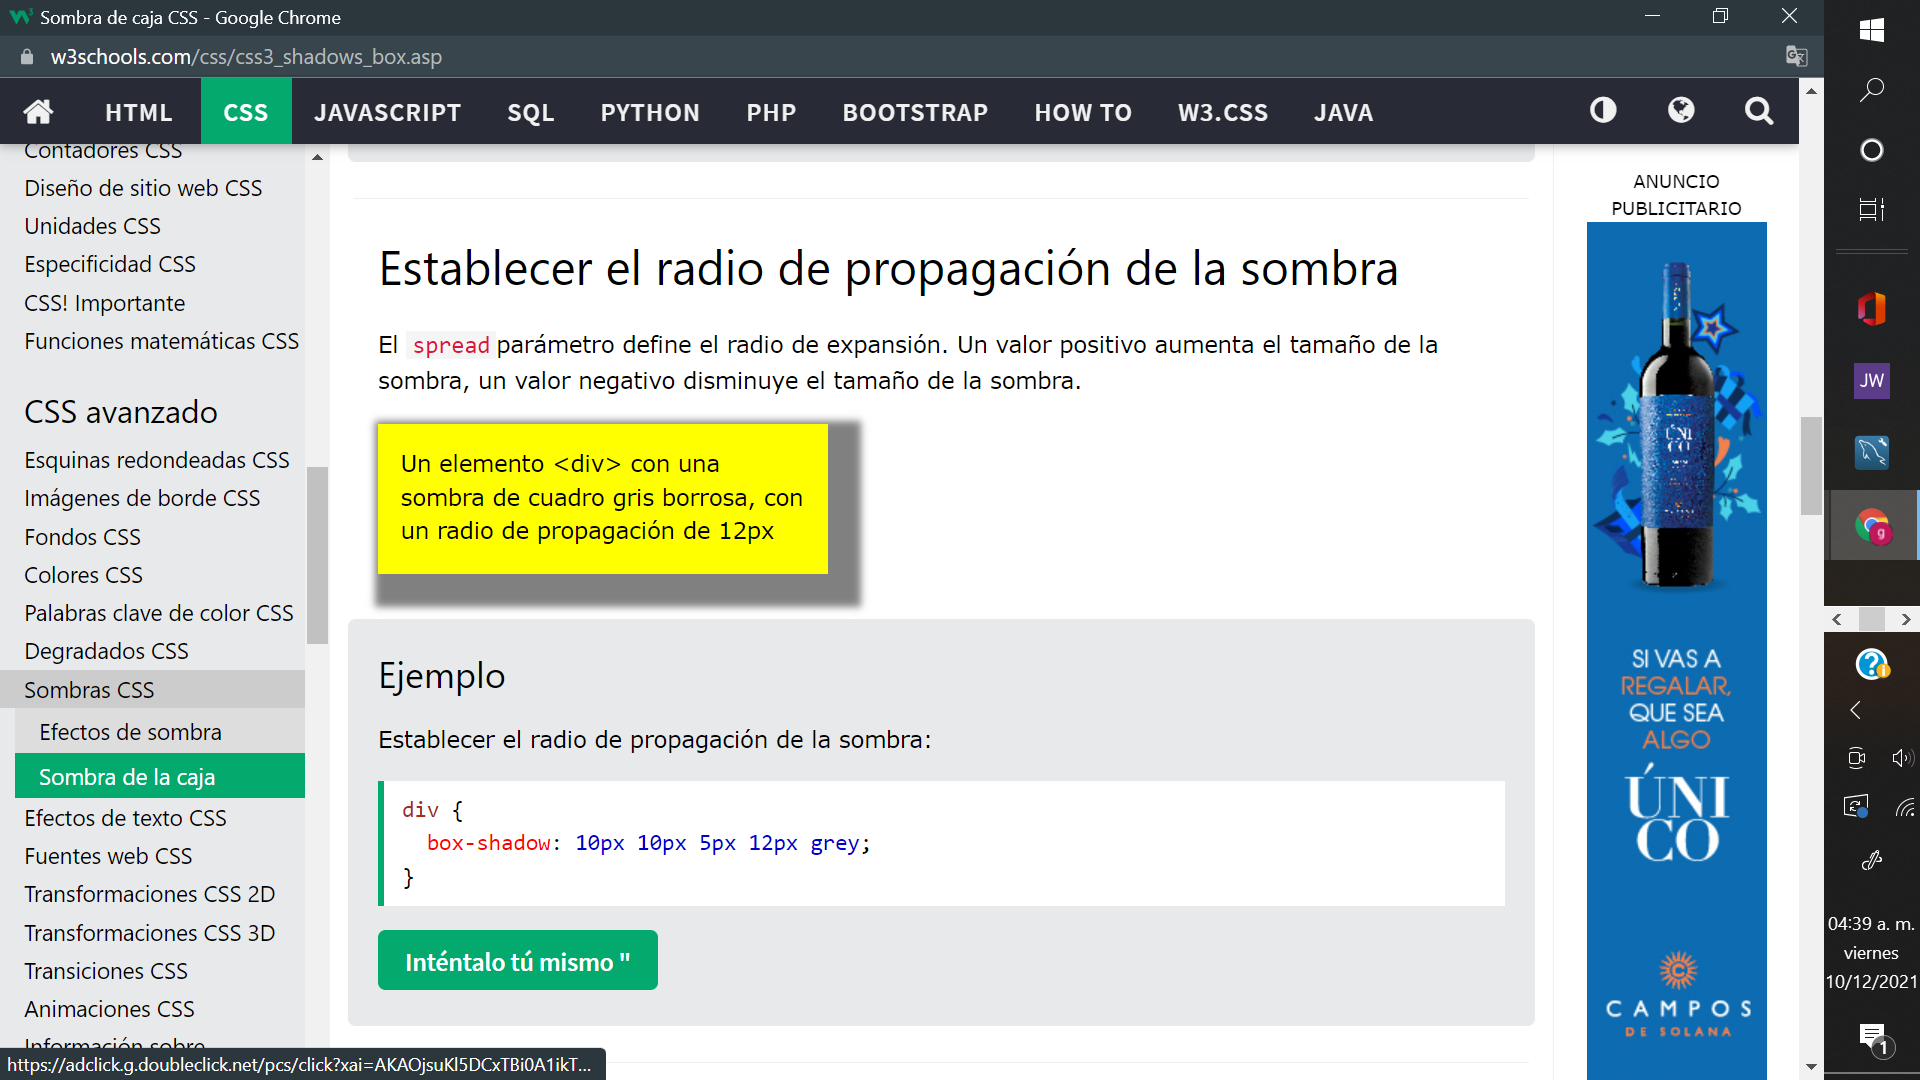 Sombra de caja CSS - Google Chrome
w3schools.com/css/css3_shadows_box.asp
HTML CSS JAVASCRIPT SQL PYTHON PHP BOOTSTRAP HOW TO W3.CSS JAVA
Contadores CSS
Diseño de sitio web CSS
Unidades CSS
Especificidad CSS
CSS! Importante
Funciones matemáticas CSS
CSS avanzado
Esquinas redondeadas CSS
Imágenes de borde CSS
Fondos CSS
Colores CSS
Palabras clave de color CSS
Degradados CSS
Sombras CSS
Efectos de sombra
Sombra de la caja
Efectos de texto CSS
Fuentes web CSS
Transformaciones CSS 2D
Transformaciones CSS 3D
Transiciones CSS
Animaciones CSS
Información sobre
https://adclick.g.doubleclick.net/pcs/click?xai=AKAOjsuKl5DCxTBi0A1ikT...
Establecer el radio de propagación de la sombra
El spread parámetro define el radio de expansión. Un valor positivo aumenta el tamaño de la
sombra, un valor negativo disminuye el tamaño de la sombra.
Un elemento <div> con una
sombra de cuadro gris borrosa, con
un radio de propagación de 12px
Ejemplo
Establecer el radio de propagación de la sombra:
div {
box-shadow: 10px 10px 5px 12px grey;
}
Inténtalo tú mismo "
ANUNCIO
PUBLICITARIO
ÚNI
CO
SI VAS A
REGALAR,
QUE SEA
ALGO
ÚNI
CO
CAMPOS
DE SOLANA
JW
g
04:39 a. m.
viernes
10/12/2021
1